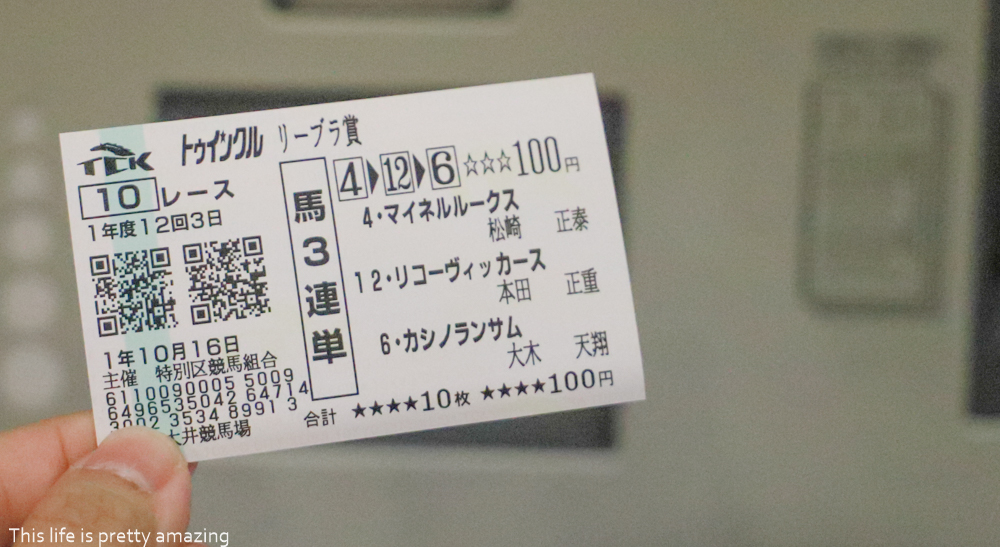 TCK トゥインクル リーブラ賞
10 レース
1年度12回3日
1年10月16日
主催 特別区競馬組合
6110090005 5009
6496535042 64714
3002 3534 8991 3
大井競馬場
馬3連単
4 12 6 ☆☆☆100円
4・マイネルルークス
松崎 正泰
12・リコーヴィッカース
本田 正重
6・カシノランサム
大木 天翔
合計 ★★★★10枚 ★★★★100円
This life is pretty amazing